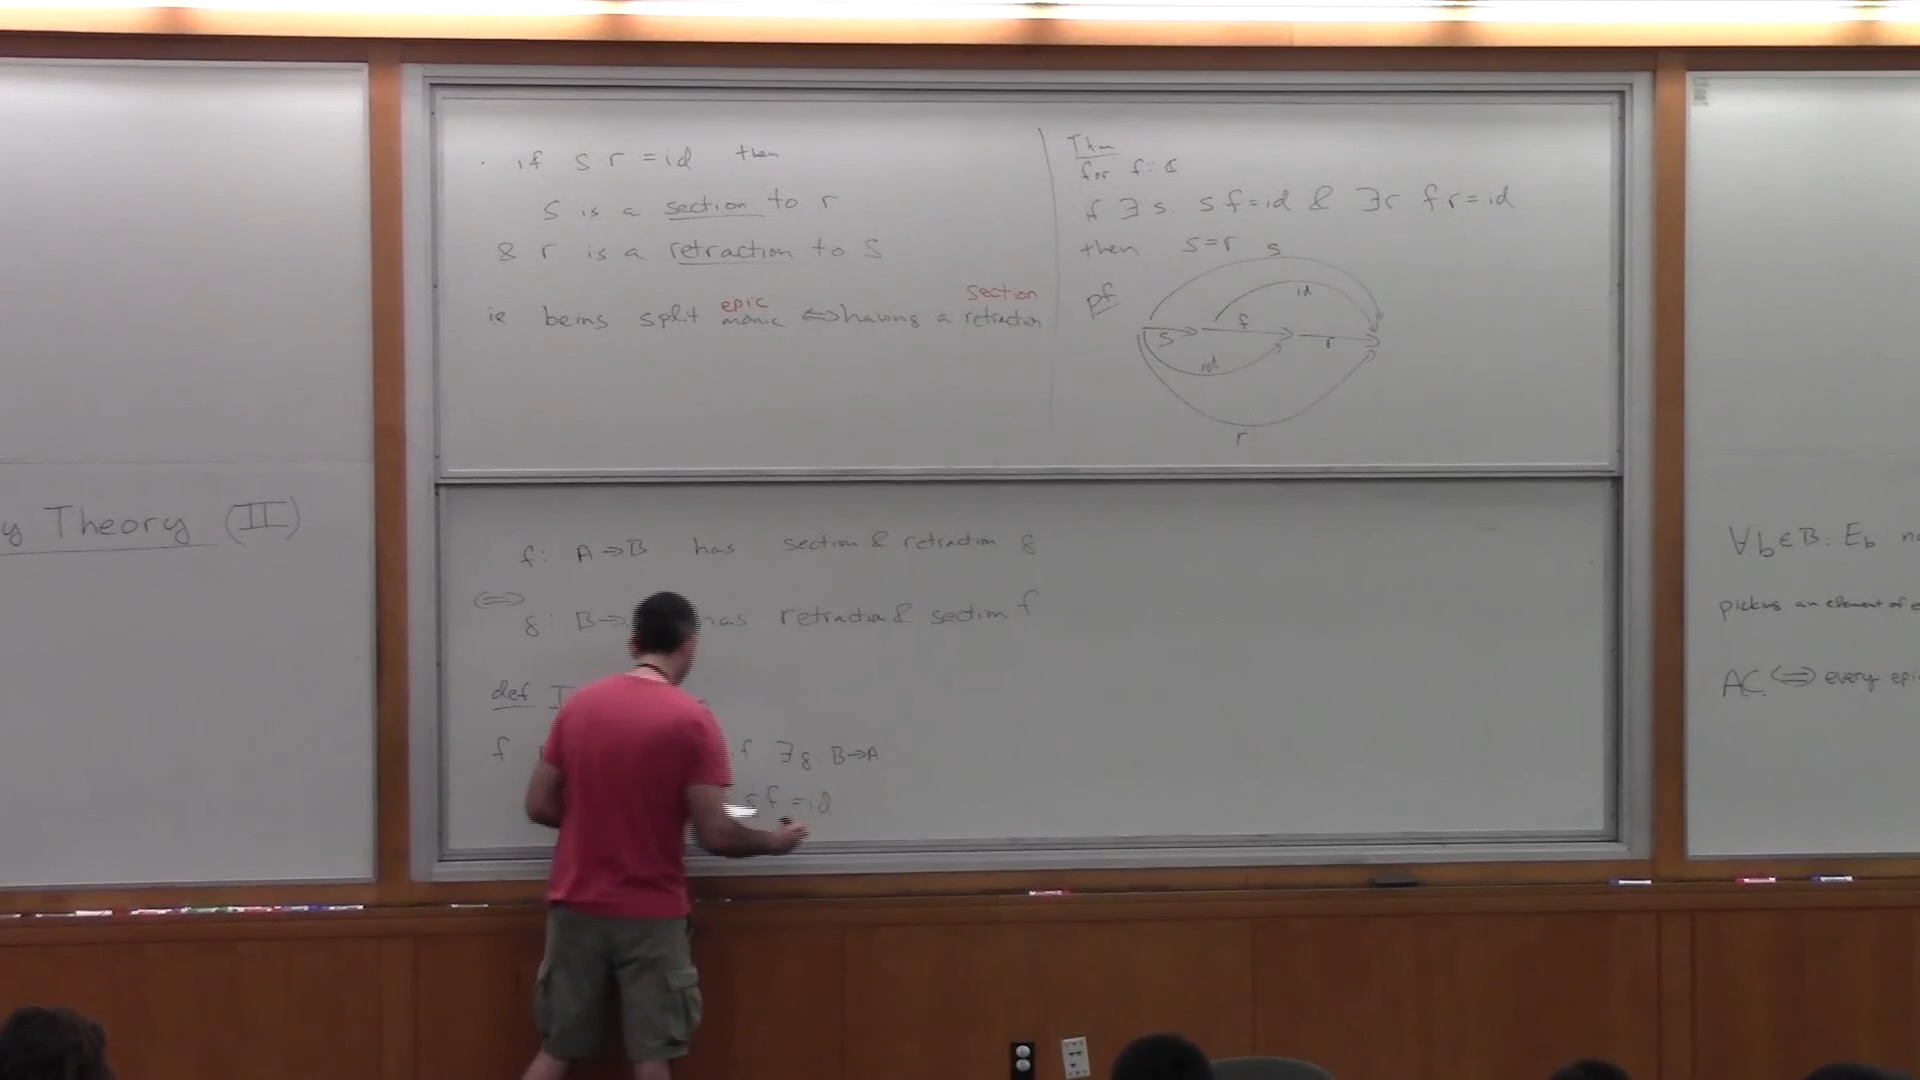 y Theory (II)
· if s r = id then
s is a section to r
& r is a retraction to s
epic section
ie being split monic ⇔ having a retraction
Thm
for f: C
if ∃ s. s f = id & ∃r f r = id
then s = r
pf
s
id
f
s r
id
r
f: A → B has section & retraction g
⇔
g: B → has retraction & section f
def I
f f ∃g B→A
g f = id
∀b∈B. E_b
picking an element of
AC ⇔ every epi